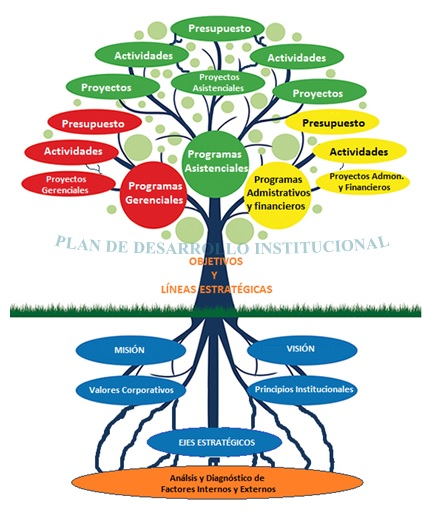 Presupuesto
Actividades
Actividades
Proyectos
Asistenciales
Proyectos
Proyectos
Presupuesto
Presupuesto
Actividades
Actividades
Programas
Asistenciales
Proyectos
Gerenciales
Programas
Gerenciales
Programas
Admistrativos
y financieros
Proyectos Admon.
y Financieros
PLAN DE DESARROLLO INSTITUCIONAL
OBJETIVOS
Y
LÍNEAS ESTRATÉGICAS
MISIÓN
VISIÓN
Valores Corporativos
Principios Institucionales
EJES ESTRATÉGICOS
Análsis y Diagnóstico de
Factores Internos y Externos